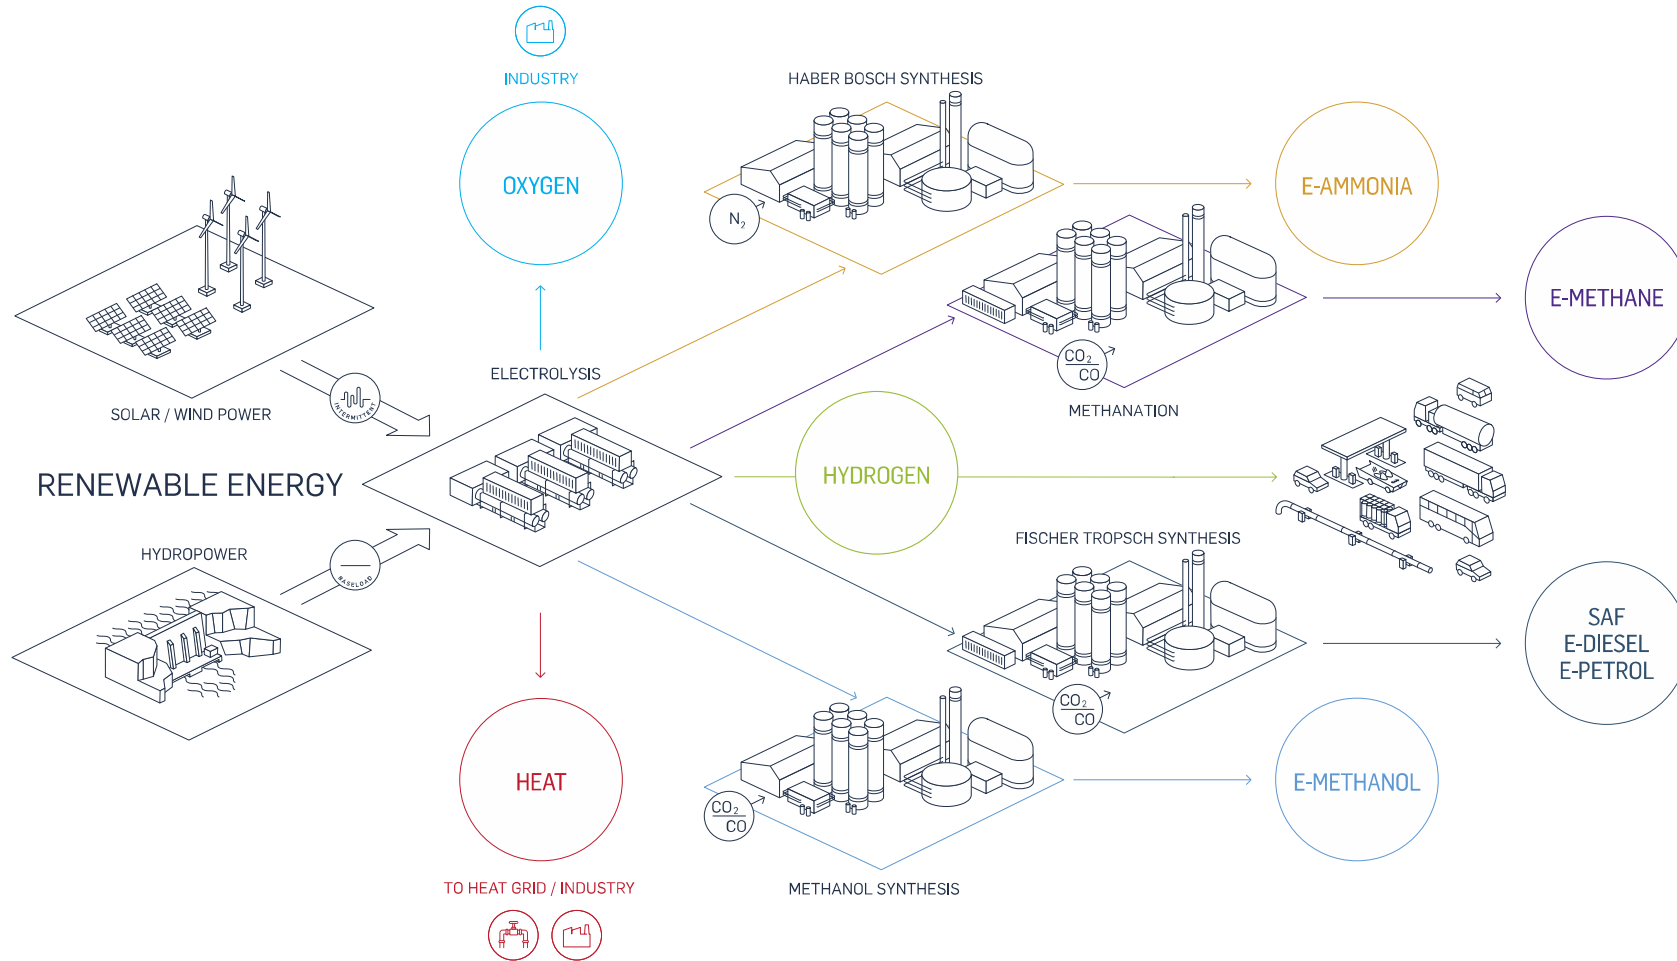 INDUSTRY
OXYGEN
HABER BOSCH SYNTHESIS
N₂
E-AMMONIA
E-METHANE
CO₂
CO
METHANATION
SOLAR / WIND POWER
INTERMITTENT
ELECTROLYSIS
RENEWABLE ENERGY
HYDROGEN
HYDROPOWER
BASELOAD
FISCHER TROPSCH SYNTHESIS
CO₂
CO
SAF
E-DIESEL
E-PETROL
HEAT
TO HEAT GRID / INDUSTRY
CO₂
CO
METHANOL SYNTHESIS
E-METHANOL